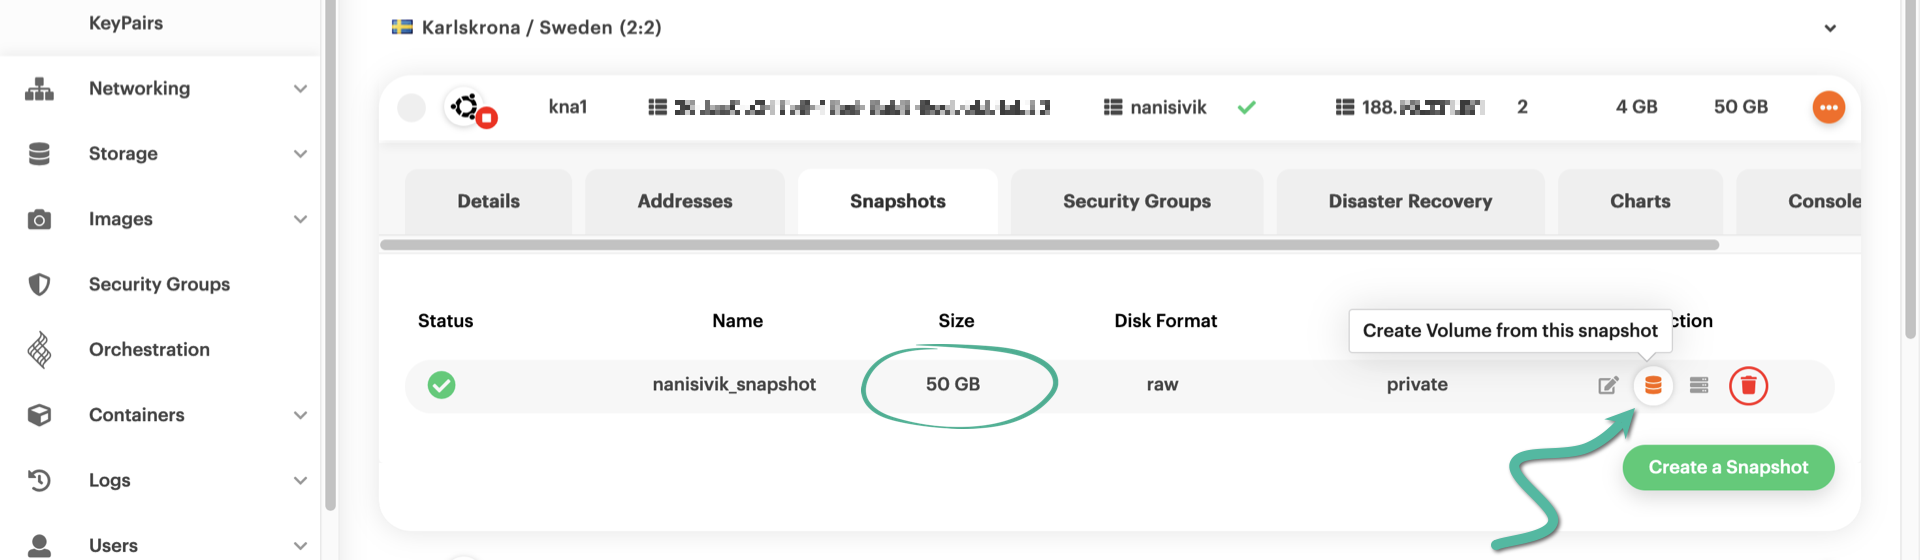 KeyPairs
Networking
Storage
Images
Security Groups
Orchestration
Containers
Logs
Users
Karlskrona / Sweden (2:2)
kna1 nanisivik 188. 2 4 GB 50 GB
Details Addresses Snapshots Security Groups Disaster Recovery Charts Console
Status Name Size Disk Format ction
Create Volume from this snapshot
nanisivik_snapshot 50 GB raw private
Create a Snapshot